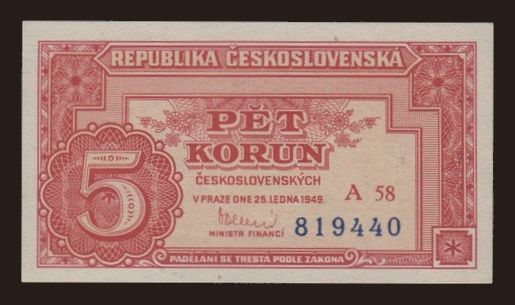 REPUBLIKA ČESKOSLOVENSKÁ
PĚT
KORUN
ČESKOSLOVENSKÝCH
5
V PRAZE DNE 25. LEDNA 1949.
A 58
819440
MINISTR FINANCÍ
PADĚLÁNÍ SE TRESTÁ PODLE ZÁKONA